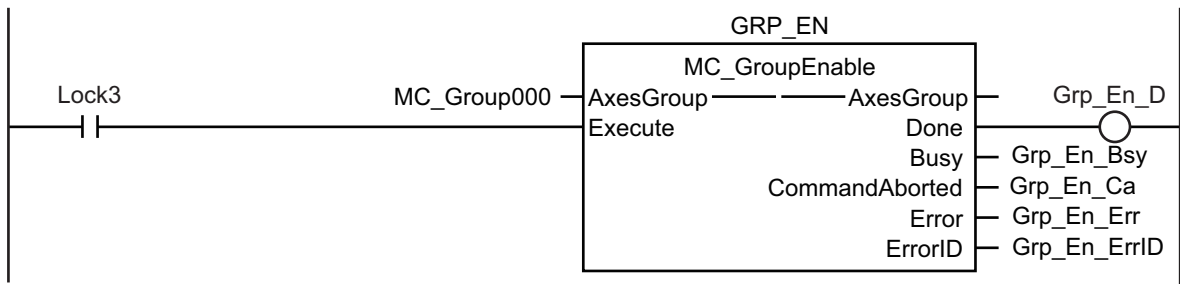 GRP_EN
MC_GroupEnable
Lock3 MC_Group000 AxesGroup AxesGroup Grp_En_D
Execute Done
Busy Grp_En_Bsy
CommandAborted Grp_En_Ca
Error Grp_En_Err
ErrorID Grp_En_ErrID